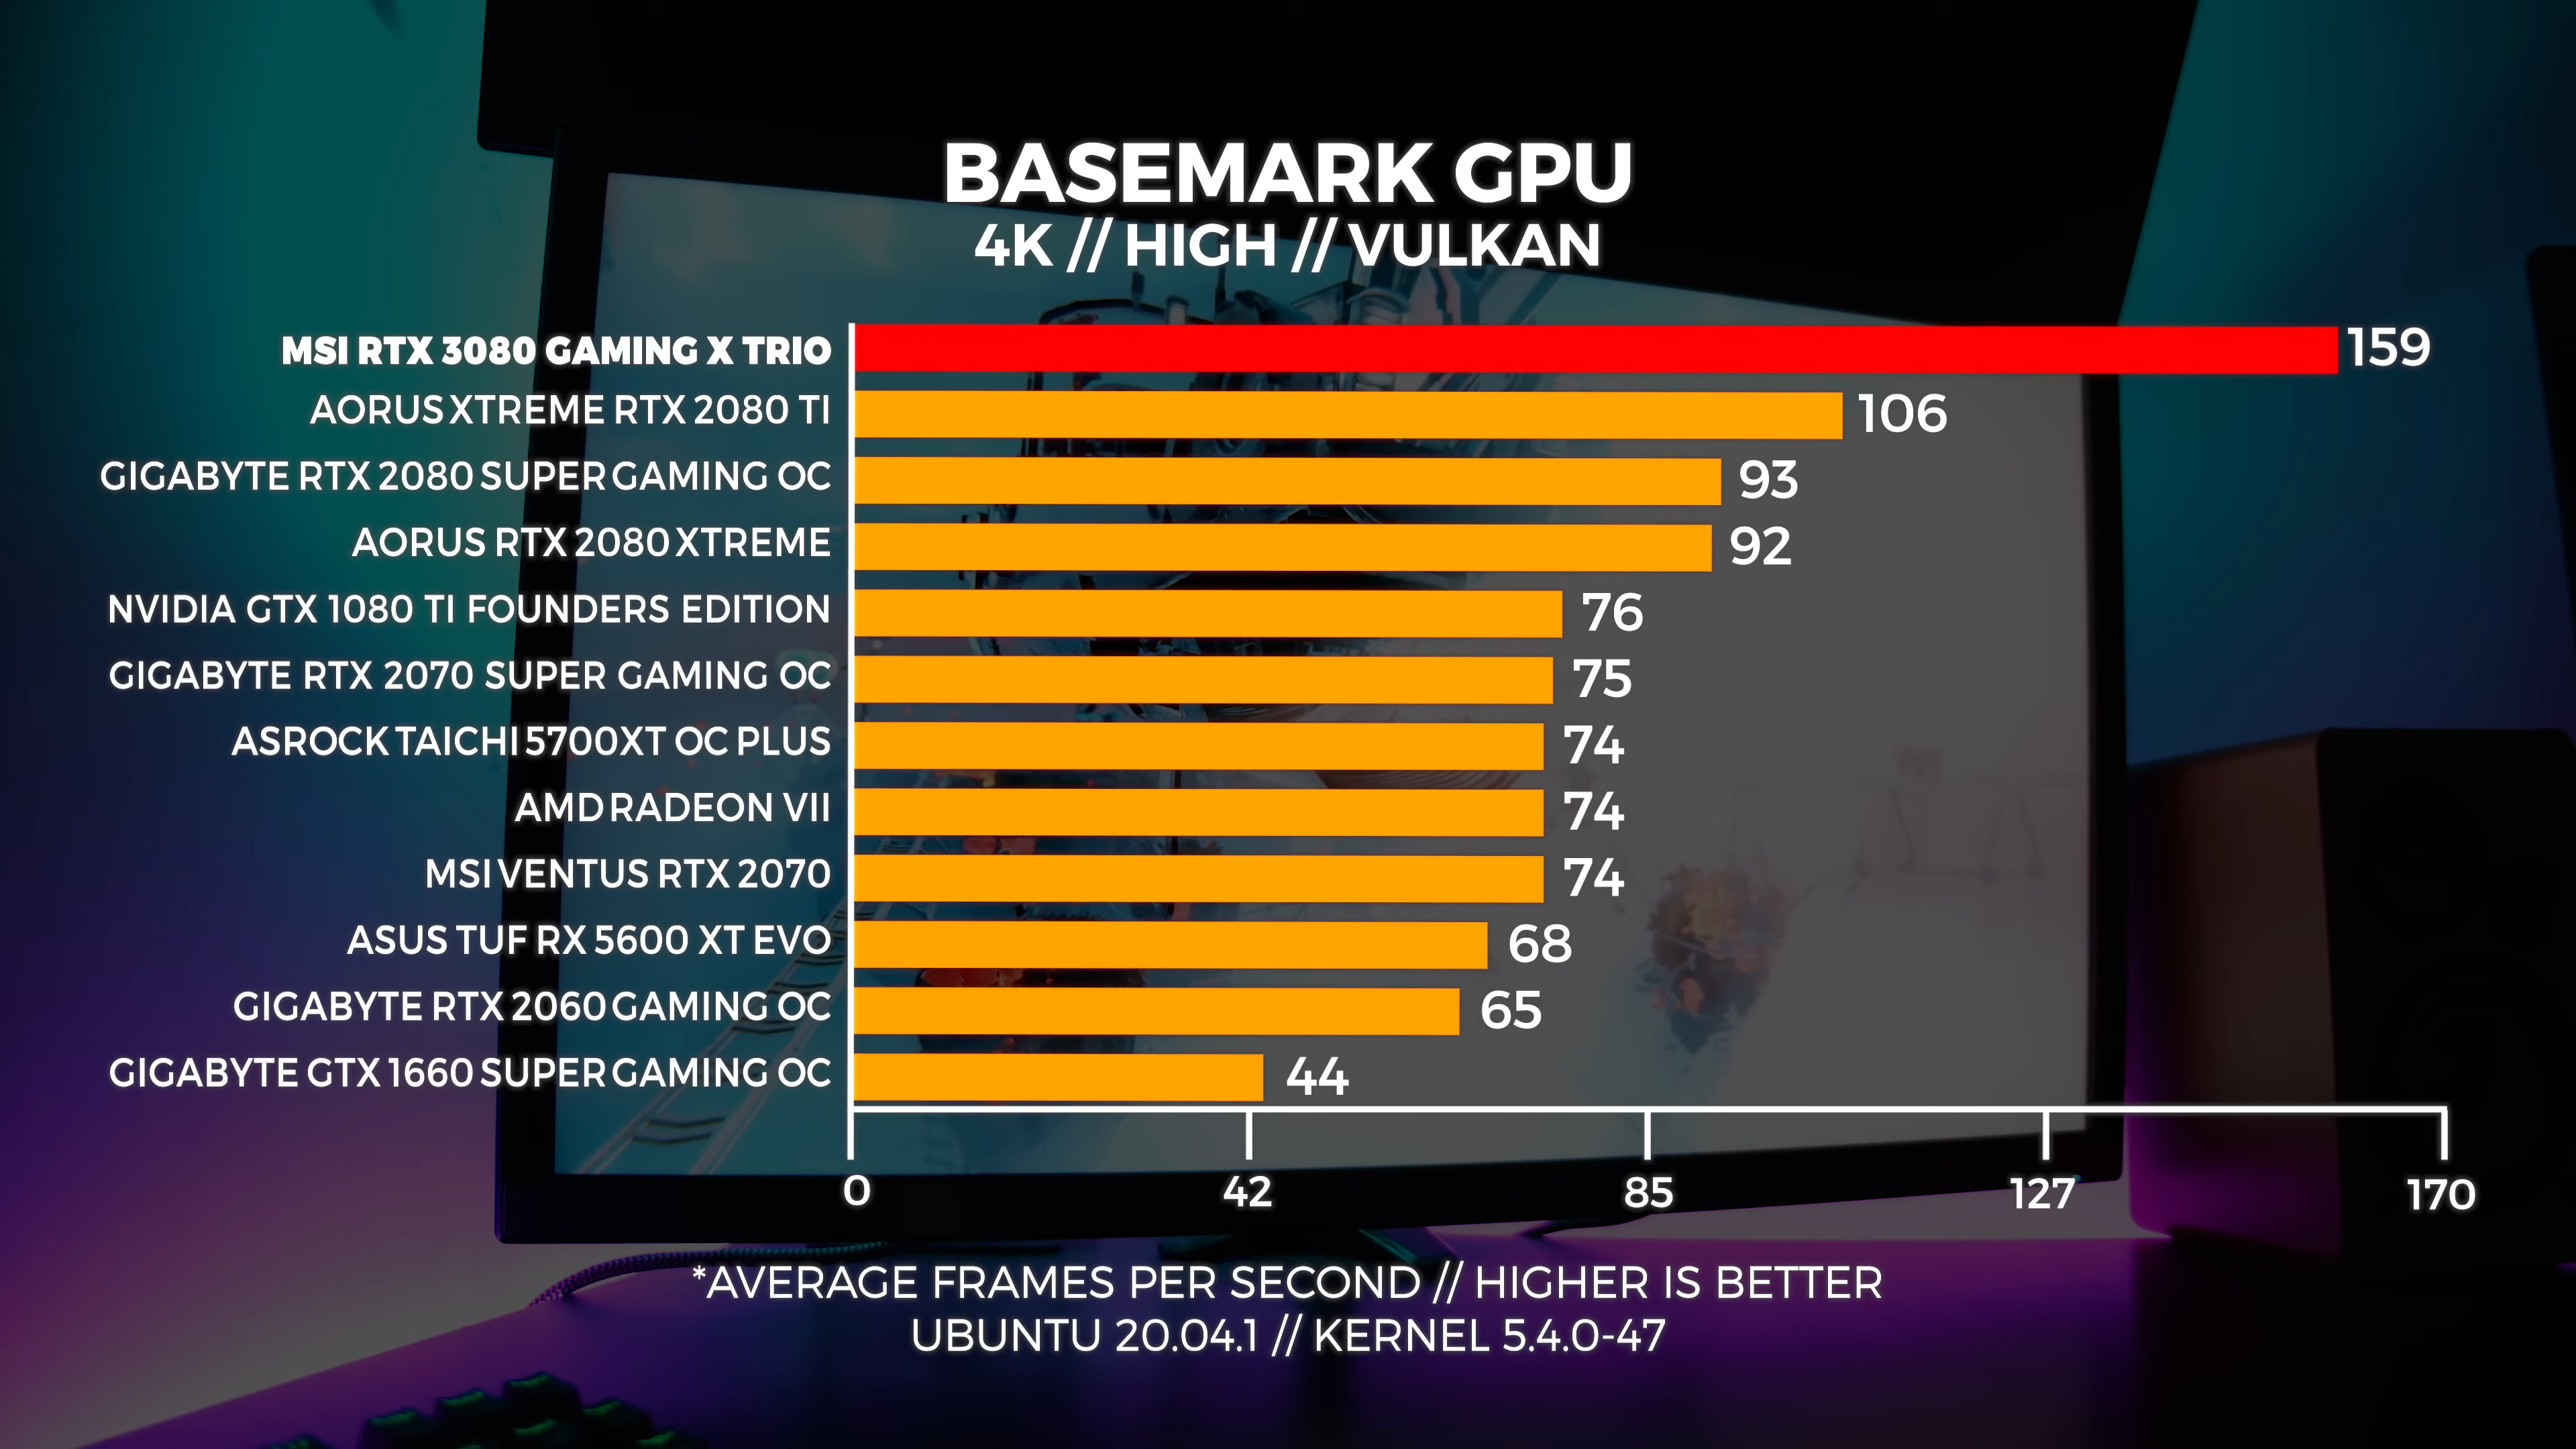 BASEMARK GPU
4K // HIGH // VULKAN
MSI RTX 3080 GAMING X TRIO 159
AORUS XTREME RTX 2080 TI 106
GIGABYTE RTX 2080 SUPER GAMING OC 93
AORUS RTX 2080 XTREME 92
NVIDIA GTX 1080 TI FOUNDERS EDITION 76
GIGABYTE RTX 2070 SUPER GAMING OC 75
ASROCK TAICHI 5700XT OC PLUS 74
AMD RADEON VII 74
MSI VENTUS RTX 2070 74
ASUS TUF RX 5600 XT EVO 68
GIGABYTE RTX 2060 GAMING OC 65
GIGABYTE GTX 1660 SUPER GAMING OC 44
0 42 85 127 170
*AVERAGE FRAMES PER SECOND // HIGHER IS BETTER
UBUNTU 20.04.1 // KERNEL 5.4.0-47